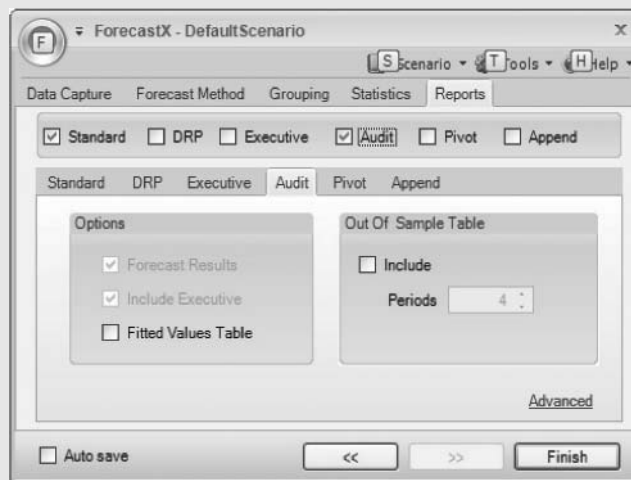 F ForecastX - DefaultScenario X
S Scenario T Tools H Help
Data Capture Forecast Method Grouping Statistics Reports
Standard DRP Executive Audit Pivot Append
Standard DRP Executive Audit Pivot Append
Options
Forecast Results
Include Executive
Fitted Values Table
Out Of Sample Table
Include
Periods 4
Advanced
Auto save << >> Finish